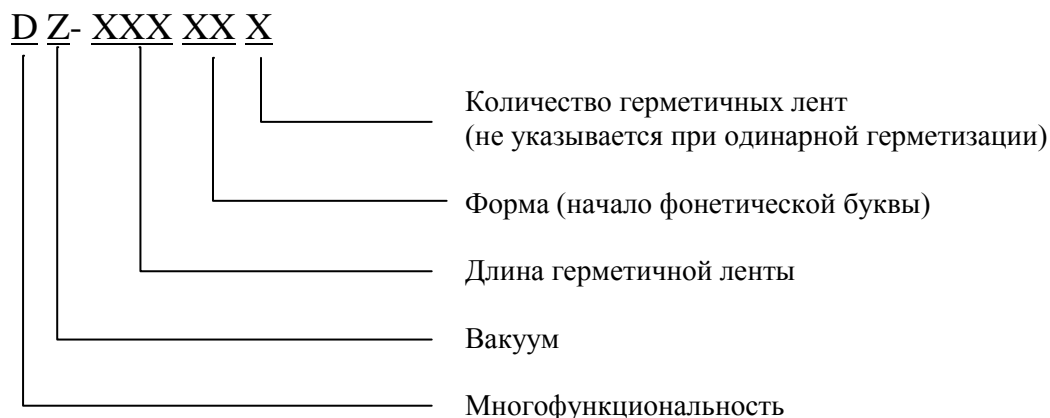 D Z- XXX XX X
Количество герметичных лент
(не указывается при одинарной герметизации)
Форма (начало фонетической буквы)
Длина герметичной ленты
Вакуум
Многофункциональность